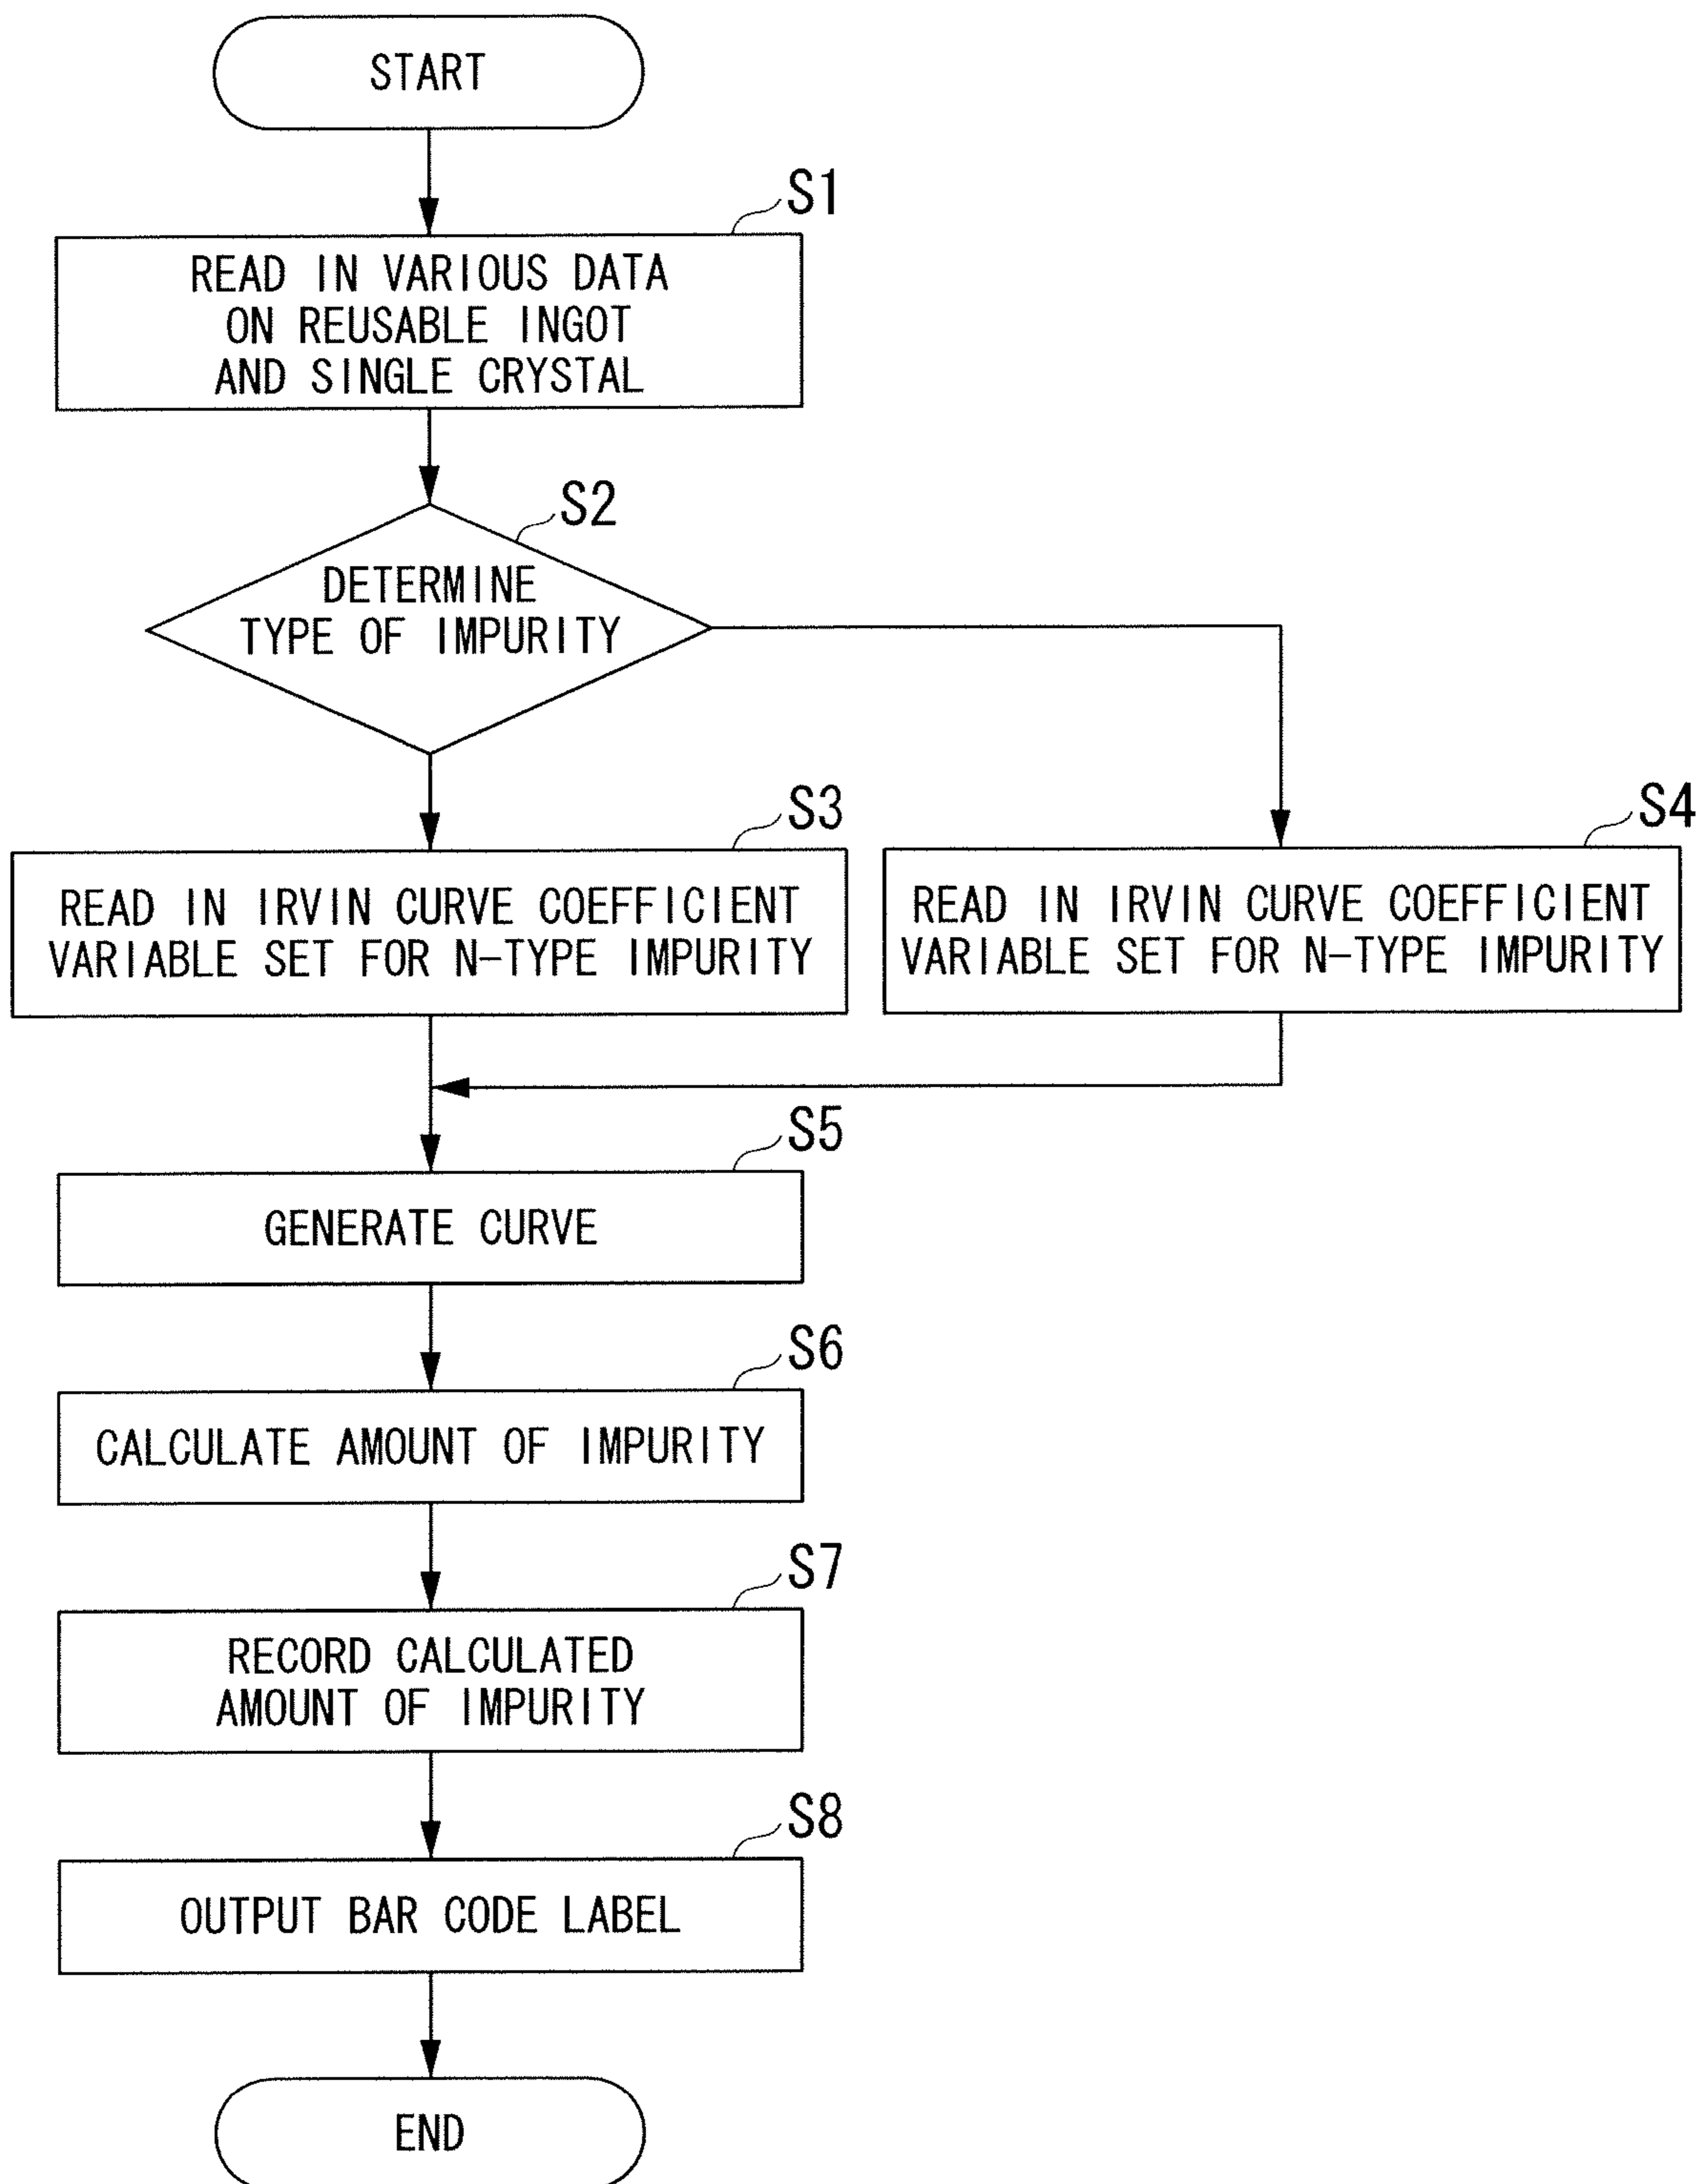 START
S1
READ IN VARIOUS DATA
ON REUSABLE INGOT
AND SINGLE CRYSTAL
S2
DETERMINE
TYPE OF IMPURITY
S3
READ IN IRVIN CURVE COEFFICIENT
VARIABLE SET FOR N-TYPE IMPURITY
S4
READ IN IRVIN CURVE COEFFICIENT
VARIABLE SET FOR N-TYPE IMPURITY
S5
GENERATE CURVE
S6
CALCULATE AMOUNT OF IMPURITY
S7
RECORD CALCULATED
AMOUNT OF IMPURITY
S8
OUTPUT BAR CODE LABEL
END